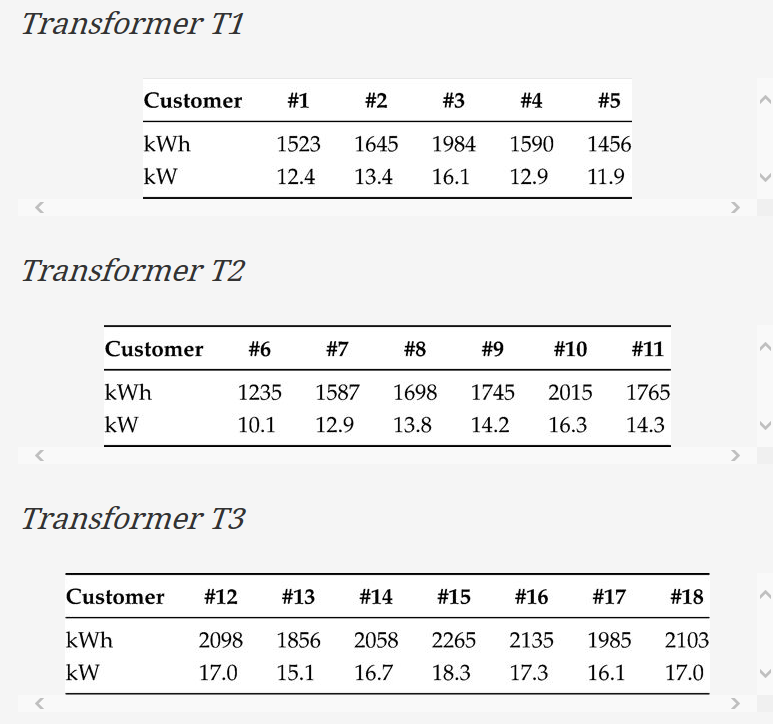 Transformer T1
Customer #1 #2 #3 #4 #5
kWh 1523 1645 1984 1590 1456
kW 12.4 13.4 16.1 12.9 11.9
Transformer T2
Customer #6 #7 #8 #9 #10 #11
kWh 1235 1587 1698 1745 2015 1765
kW 10.1 12.9 13.8 14.2 16.3 14.3
Transformer T3
Customer #12 #13 #14 #15 #16 #17 #18
kWh 2098 1856 2058 2265 2135 1985 2103
kW 17.0 15.1 16.7 18.3 17.3 16.1 17.0